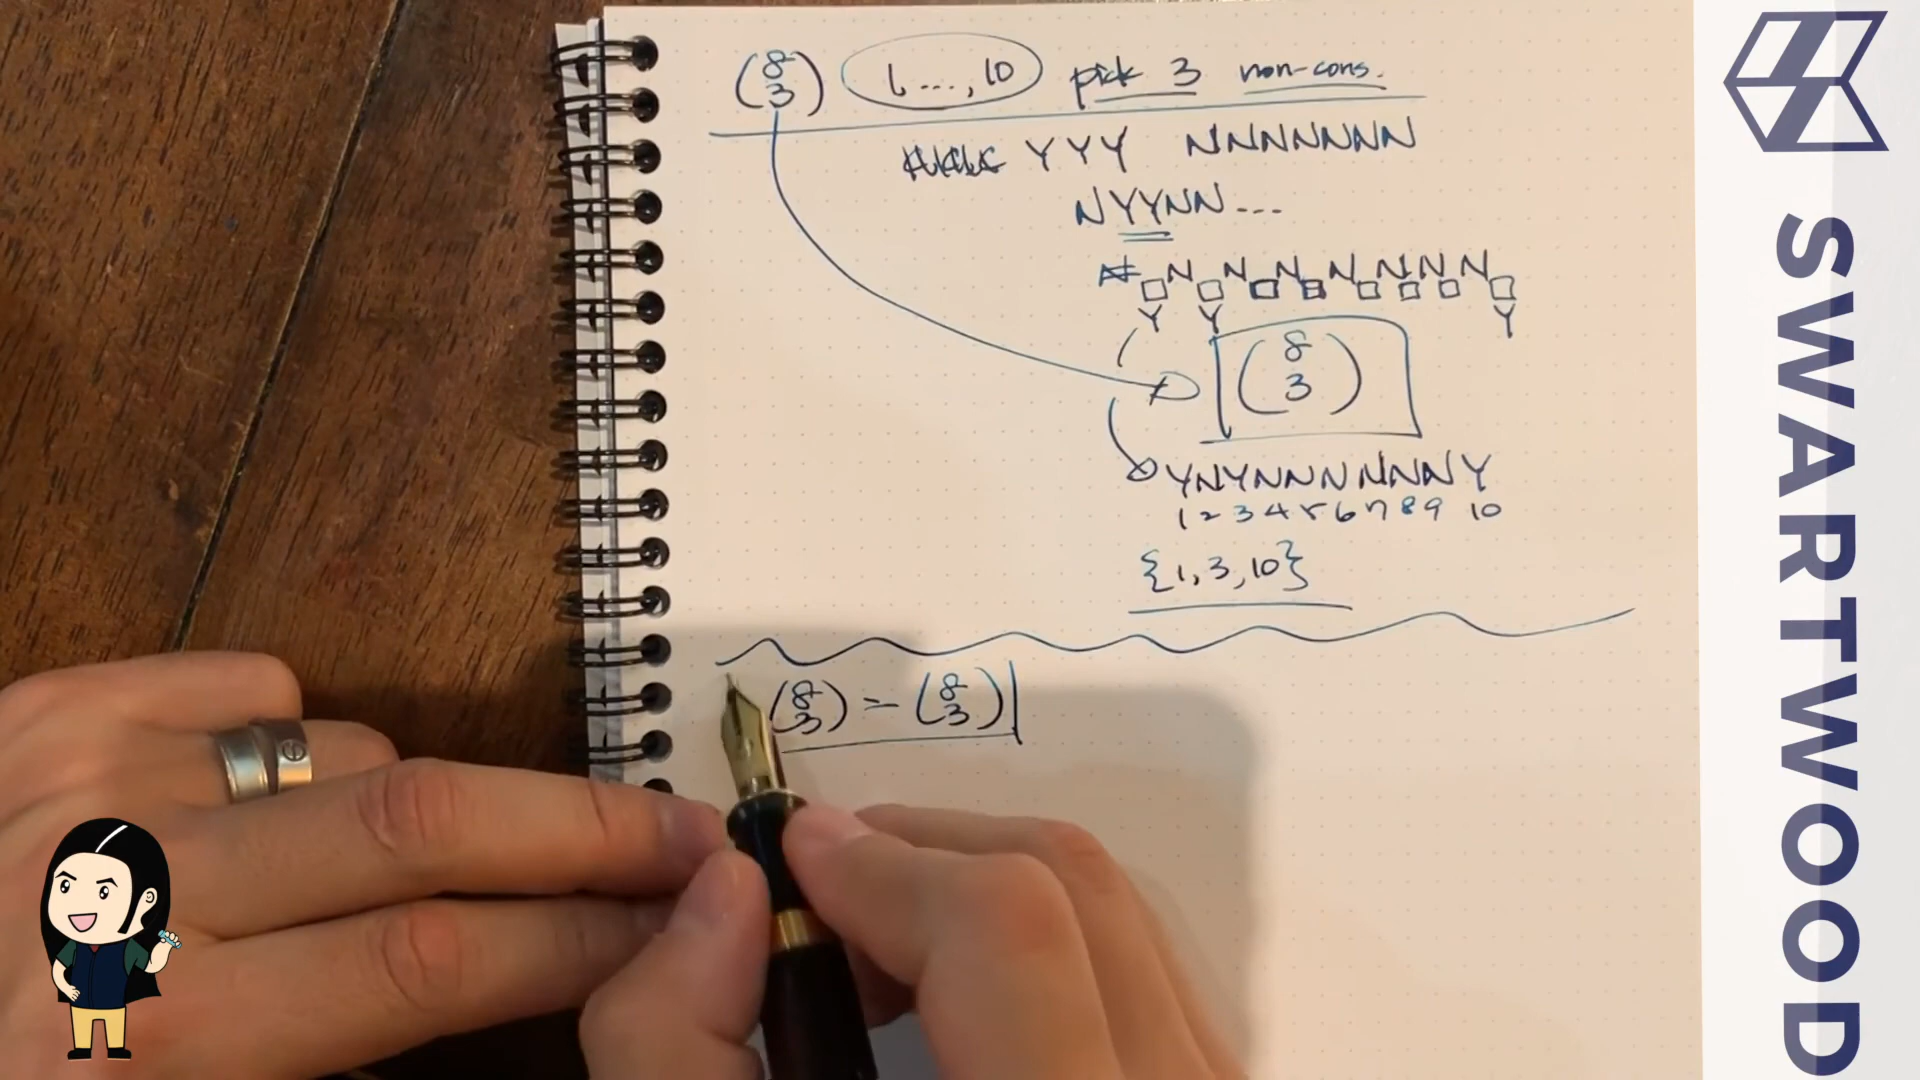 (8 3) 1, ..., 10 pick 3 non-cons.
YYY NNNNNNN
NYYNN...
N N N N N N N
Y Y Y
(8 3)
YNYNNNNNNY
1 2 3 4 5 6 7 8 9 10
{1, 3, 10}
(8 3) = (8 3)
SWARTWOOD